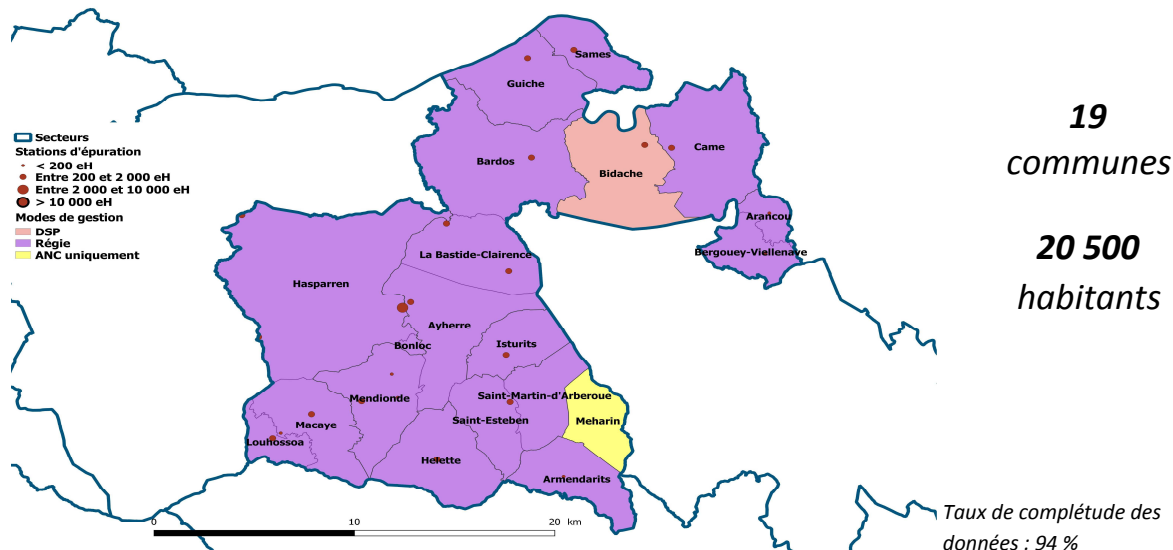 Secteurs
Stations d'épuration
< 200 eH
Entre 200 et 2 000 eH
Entre 2 000 et 10 000 eH
> 10 000 eH
Modes de gestion
DSP
Régie
ANC uniquement
Sames
Guiche
Came
Bardos
Bidache
Arancou
Bergouey-Viellenave
La Bastide-Clairence
Hasparren
Ayherre
Bonloc
Isturits
Mendionde
Saint-Martin-d'Arberoue
Macaye
Saint-Esteben
Meharin
Louhossoa
Helette
Armendarits
0 10 20 km
19
communes
20 500
habitants
Taux de complétude des
données : 94 %